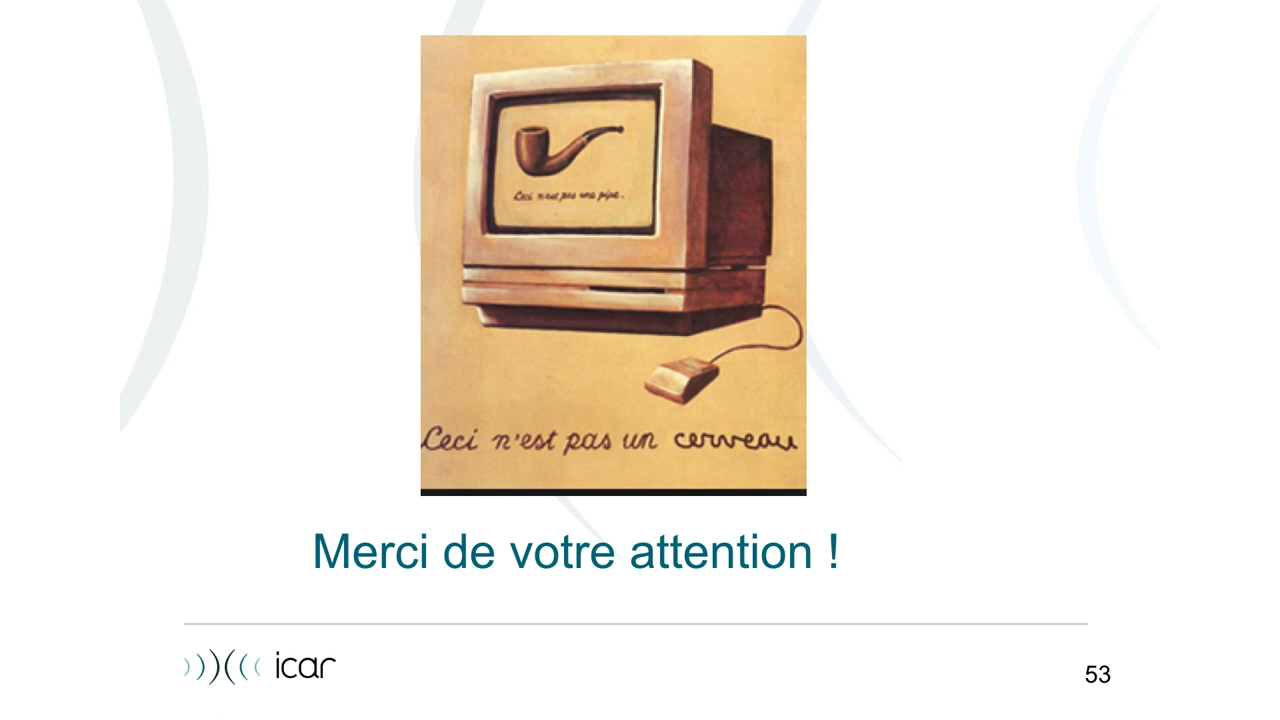 Ceci n'est pas une pipe.
Ceci n'est pas un cerveau
Merci de votre attention !
icar
53